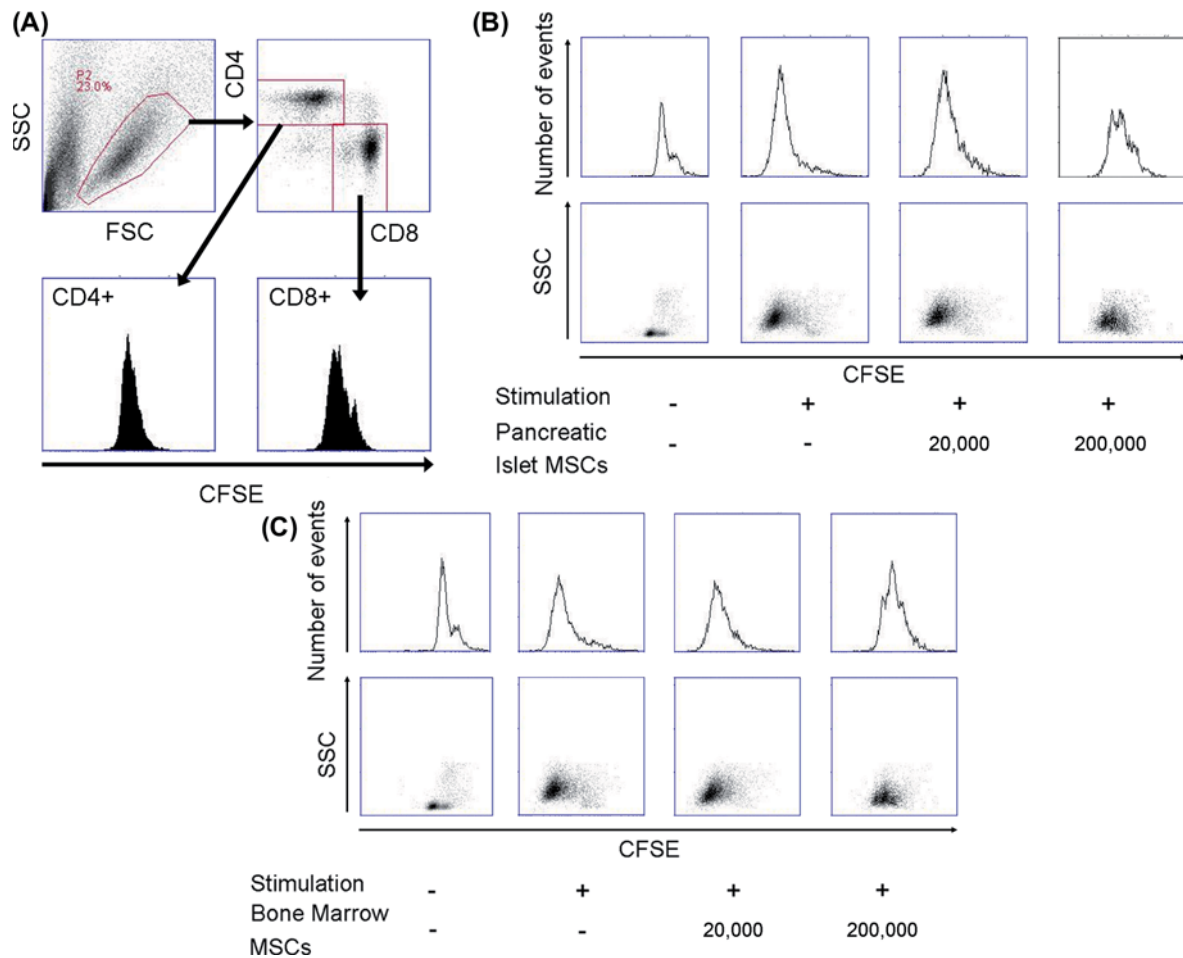 (A)
P2
23.0%
SSC
FSC
CD4
CD8
CD4+
CD8+
CFSE
(B)
Number of events
SSC
CFSE
Stimulation - + + +
Pancreatic - - 20,000 200,000
Islet MSCs
(C)
Number of events
SSC
CFSE
Stimulation - + + +
Bone Marrow
MSCs - - 20,000 200,000